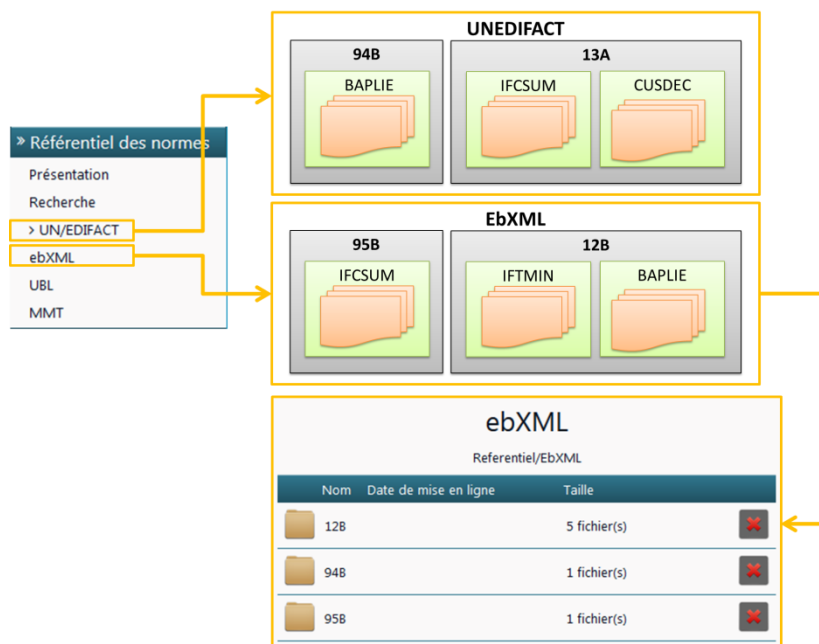 » Référentiel des normes
Présentation
Recherche
> UN/EDIFACT
ebXML
UBL
MMT
UNEDIFACT
94B
13A
BAPLIE
IFCSUM
CUSDEC
EbXML
95B
12B
IFCSUM
IFTMIN
BAPLIE
ebXML
Referentiel/EbXML
Nom Date de mise en ligne Taille
12B 5 fichier(s)
94B 1 fichier(s)
95B 1 fichier(s)